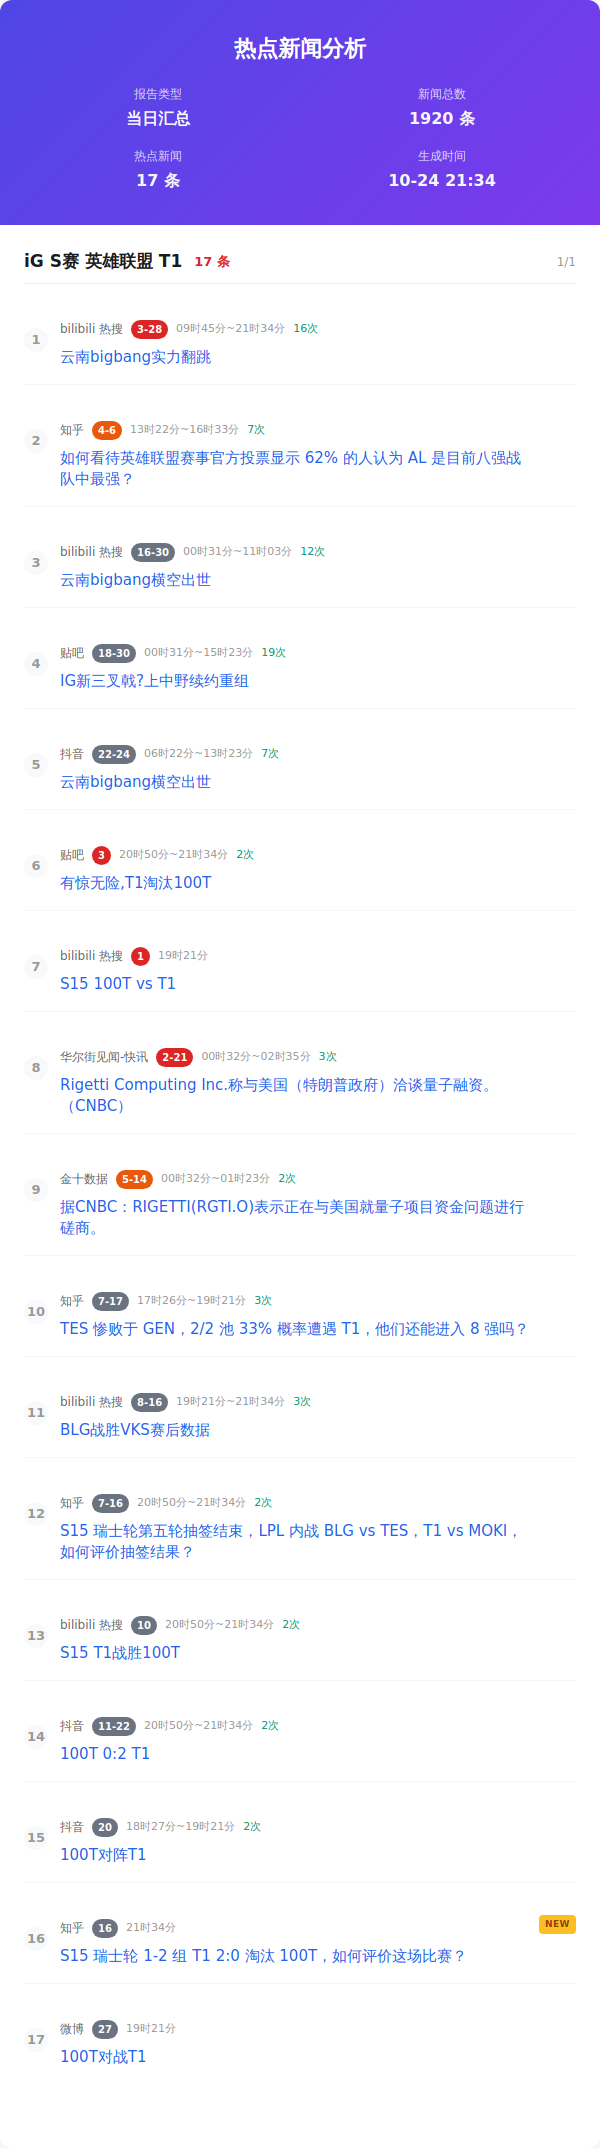 热点新闻分析
报告类型
当日汇总
新闻总数
1920 条
热点新闻
17 条
生成时间
10-24 21:34
iG S赛 英雄联盟 T1 17 条 1/1
1
bilibili 热搜 3-28 09时45分~21时34分 16次
云南bigbang实力翻跳
2
知乎 4-6 13时22分~16时33分 7次
如何看待英雄联盟赛事官方投票显示 62% 的人认为 AL 是目前八强战
队中最强？
3
bilibili 热搜 16-30 00时31分~11时03分 12次
云南bigbang横空出世
4
贴吧 18-30 00时31分~15时23分 19次
IG新三叉戟?上中野续约重组
5
抖音 22-24 06时22分~13时23分 7次
云南bigbang横空出世
6
贴吧 3 20时50分~21时34分 2次
有惊无险,T1淘汰100T
7
bilibili 热搜 1 19时21分
S15 100T vs T1
8
华尔街见闻-快讯 2-21 00时32分~02时35分 3次
Rigetti Computing Inc.称与美国（特朗普政府）洽谈量子融资。
（CNBC）
9
金十数据 5-14 00时32分~01时23分 2次
据CNBC：RIGETTI(RGTI.O)表示正在与美国就量子项目资金问题进行
磋商。
10
知乎 7-17 17时26分~19时21分 3次
TES 惨败于 GEN，2/2 池 33% 概率遭遇 T1，他们还能进入 8 强吗？
11
bilibili 热搜 8-16 19时21分~21时34分 3次
BLG战胜VKS赛后数据
12
知乎 7-16 20时50分~21时34分 2次
S15 瑞士轮第五轮抽签结束，LPL 内战 BLG vs TES，T1 vs MOKI，
如何评价抽签结果？
13
bilibili 热搜 10 20时50分~21时34分 2次
S15 T1战胜100T
14
抖音 11-22 20时50分~21时34分 2次
100T 0:2 T1
15
抖音 20 18时27分~19时21分 2次
100T对阵T1
16
知乎 16 21时34分 NEW
S15 瑞士轮 1-2 组 T1 2:0 淘汰 100T，如何评价这场比赛？
17
微博 27 19时21分
100T对战T1